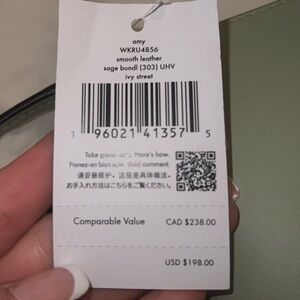 amy
WKRU4856
smooth leather
sage bundl (303) UHV
ivy street
1 96021 41357 5
Take good care. Here's how.
Prenez-en bien soin. Voici comment
请妥善维护。这里是具体做法
お手入れ方法はこちらをご覧ください。
Comparable Value CAD $238.00
USD $198.00